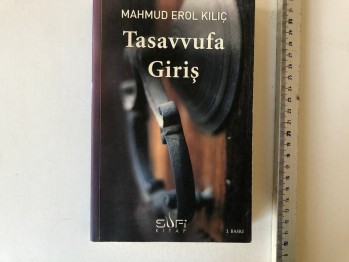 MAHMUD EROL KILIÇ
Tasavvufa
Giriş
SUFİ
KİTAP
3. BASKI